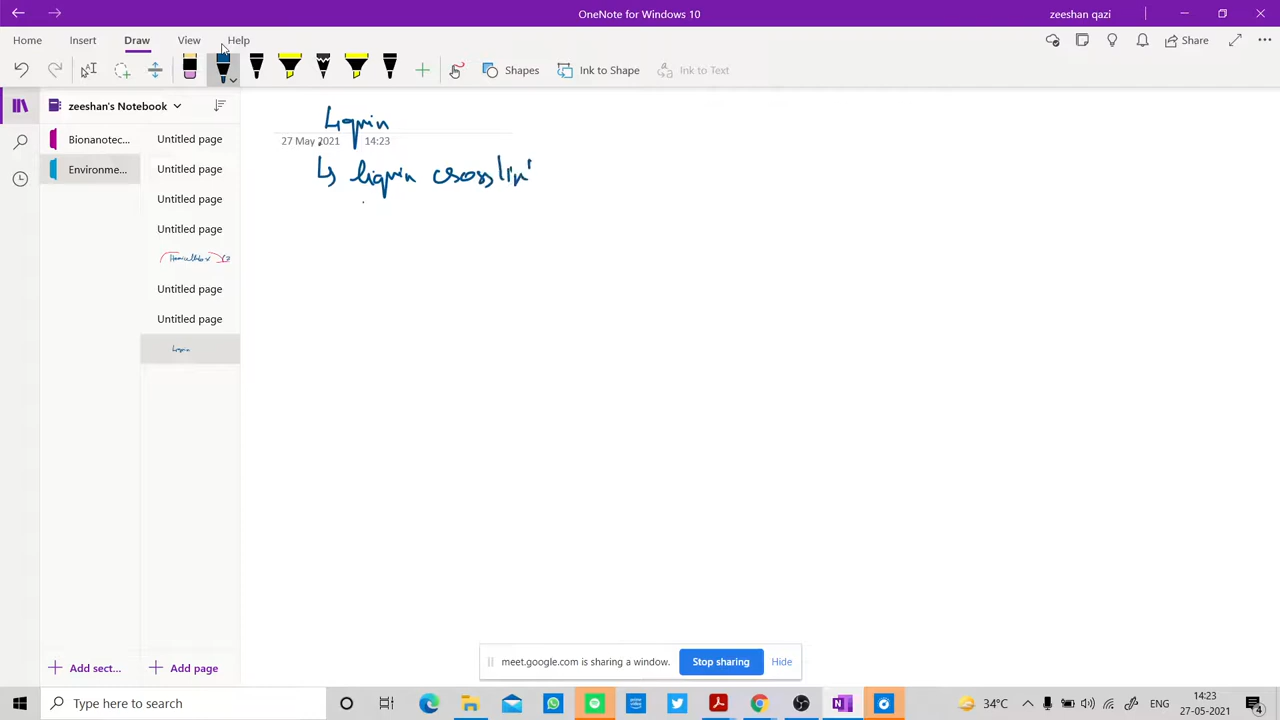 OneNote for Windows 10
zeeshan qazi
Home Insert Draw View Help
Share
Shapes Ink to Shape Ink to Text
zeeshan's Notebook
Bionanotec...
Environme...
Untitled page
Untitled page
Untitled page
Untitled page
Untitled page
Untitled page
Lignin
Lignin
27 May 2021 14:23
↳ lignin crosslin
meet.google.com is sharing a window. Stop sharing Hide
Add sect... Add page
Type here to search
34°C ENG 14:23 27-05-2021 4